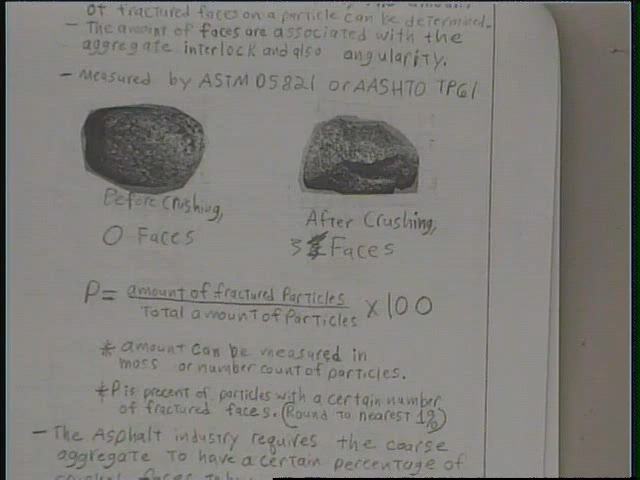 of fractured faces on a particle can be determined.
- The amount of faces are associated with the
aggregate interlock and also angularity.
- Measured by ASTM D5821 or AASHTO TP61
Before Crushing,
0 Faces
After Crushing,
3 Faces
P = amount of fractured Particles / Total amount of Particles × 100
* amount can be measured in
mass or number count of particles.
* P is precent of particles with a certain number
of fractured faces. (Round to nearest 1%)
- The Asphalt industry requires the coarse
aggregate to have a certain percentage of